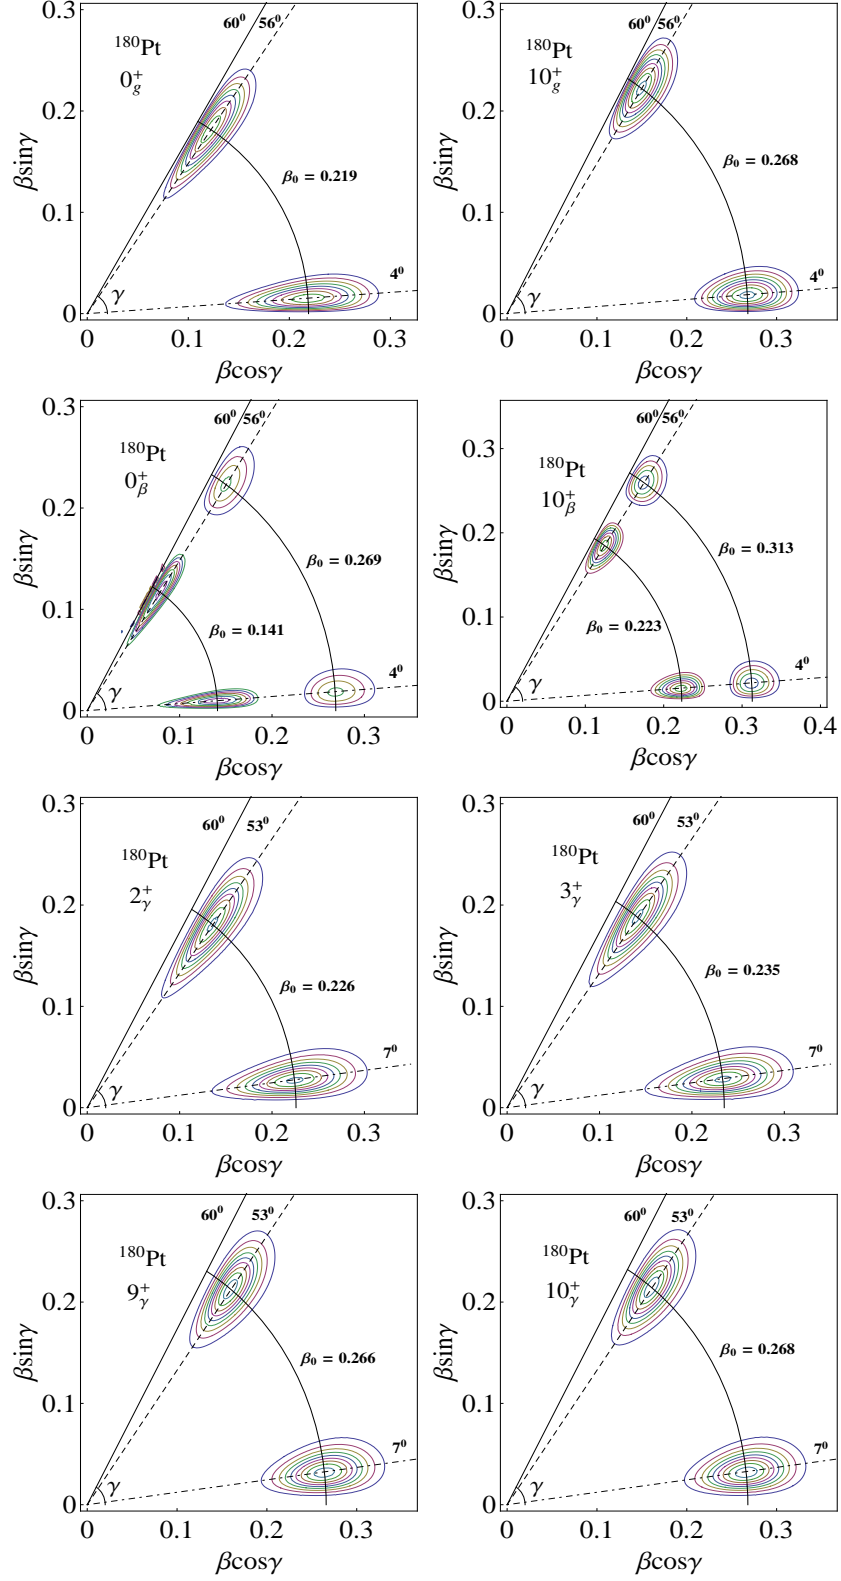 0.3
60⁰ 56⁰
¹⁸⁰Pt
0⁺g
0.2
βsinγ
β₀ = 0.219
0.1
4⁰
γ
0
0 0.1 0.2 0.3
βcosγ
0.3
60⁰ 56⁰
¹⁸⁰Pt
10⁺g
0.2
βsinγ
β₀ = 0.268
0.1
4⁰
γ
0
0 0.1 0.2 0.3
βcosγ
0.3
60⁰ 56⁰
¹⁸⁰Pt
0⁺β
0.2
βsinγ
β₀ = 0.269
0.1
β₀ = 0.141
4⁰
γ
0
0 0.1 0.2 0.3
βcosγ
0.3
60⁰ 56⁰
¹⁸⁰Pt
10⁺β
0.2
βsinγ
β₀ = 0.313
0.1
β₀ = 0.223
4⁰
γ
0
0 0.1 0.2 0.3 0.4
βcosγ
0.3
60⁰ 53⁰
¹⁸⁰Pt
2⁺γ
0.2
βsinγ
β₀ = 0.226
0.1
7⁰
γ
0
0 0.1 0.2 0.3
βcosγ
0.3
60⁰ 53⁰
¹⁸⁰Pt
3⁺γ
0.2
βsinγ
β₀ = 0.235
0.1
7⁰
γ
0
0 0.1 0.2 0.3
βcosγ
0.3
60⁰ 53⁰
¹⁸⁰Pt
9⁺γ
0.2
βsinγ
β₀ = 0.266
0.1
7⁰
γ
0
0 0.1 0.2 0.3
βcosγ
0.3
60⁰ 53⁰
¹⁸⁰Pt
10⁺γ
0.2
βsinγ
β₀ = 0.268
0.1
7⁰
γ
0
0 0.1 0.2 0.3
βcosγ